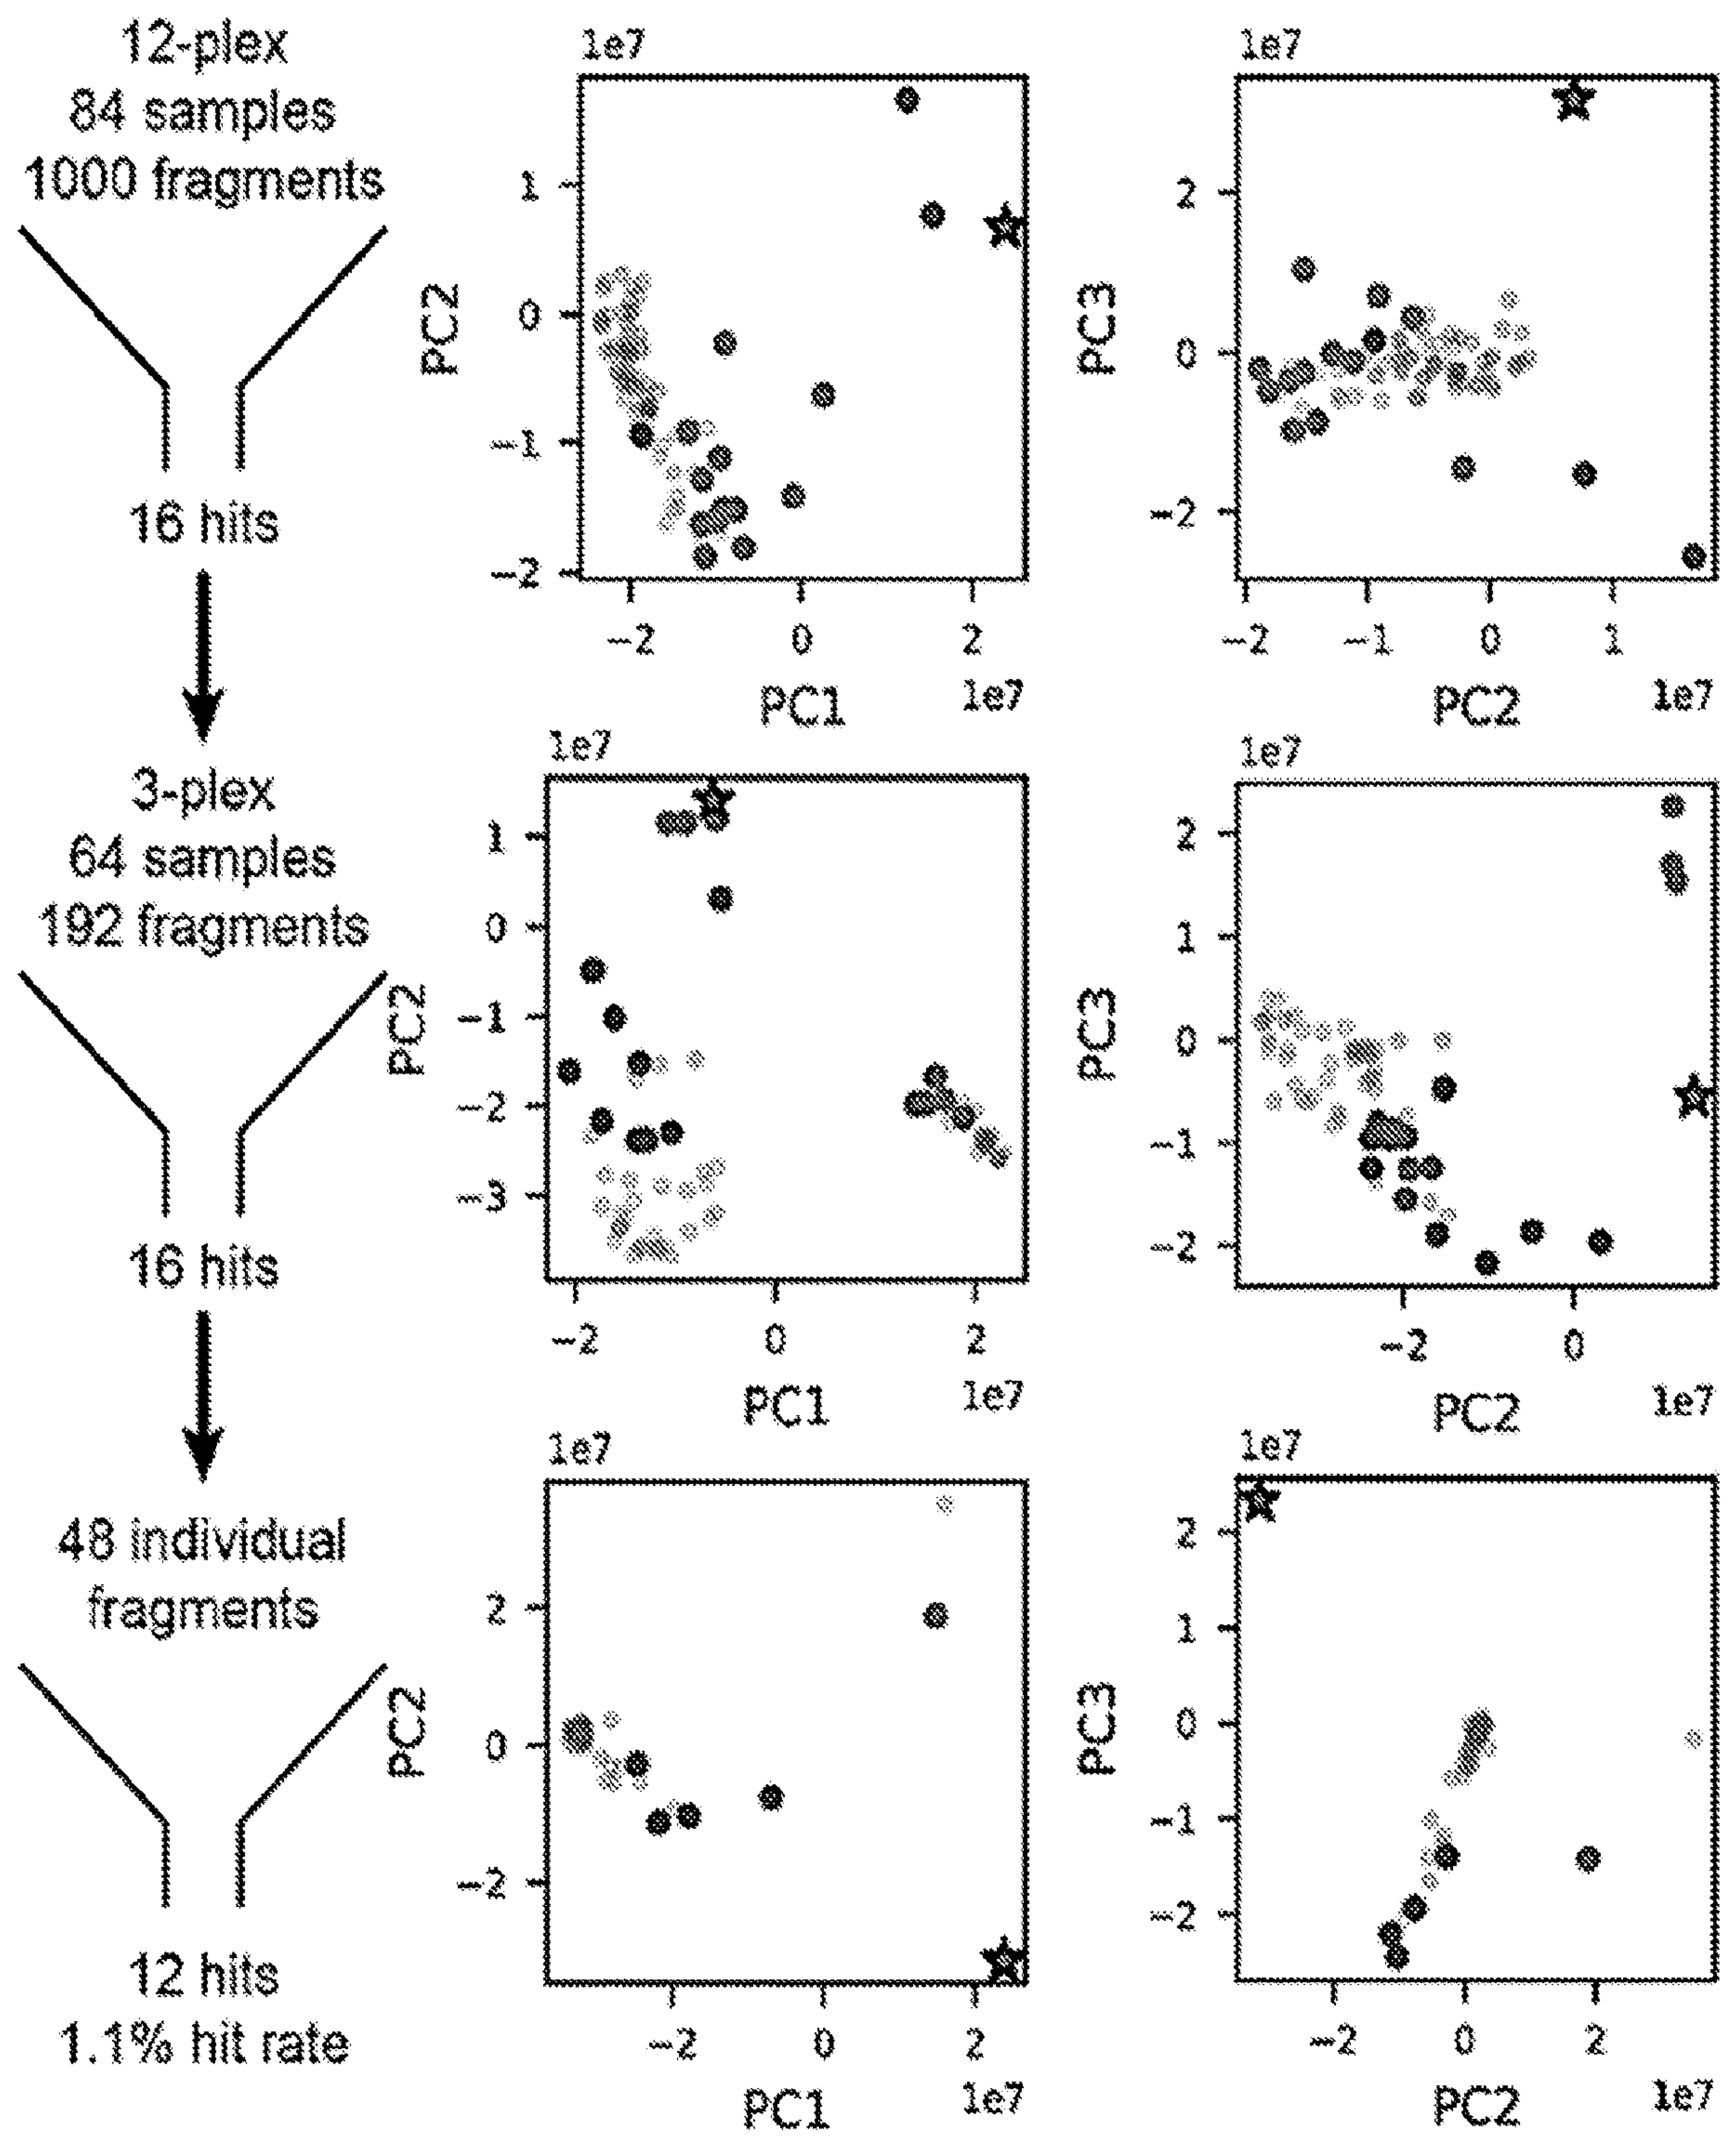 12-plex
84 samples
1000 fragments
16 hits
3-plex
64 samples
192 fragments
16 hits
48 individual
fragments
12 hits
1.1% hit rate
1e7
1
0
−1
−2
PC2
−2 0 2
PC1 1e7
1e7
2
0
−2
PC3
−2 −1 0 1
PC2 1e7
1e7
1
0
−1
−2
−3
PC2
−2 0 2
PC1 1e7
1e7
2
1
0
−1
−2
PC3
−2 0
PC2 1e7
1e7
2
0
−2
PC2
−2 0 2
PC1 1e7
1e7
2
1
0
−1
−2
PC3
−2 0 2
PC2 1e7